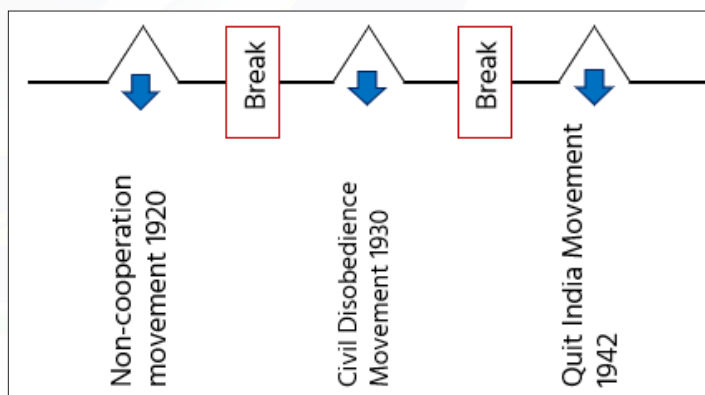 Break
Break
Non-cooperation
movement 1920
Civil Disobedience
Movement 1930
Quit India Movement
1942